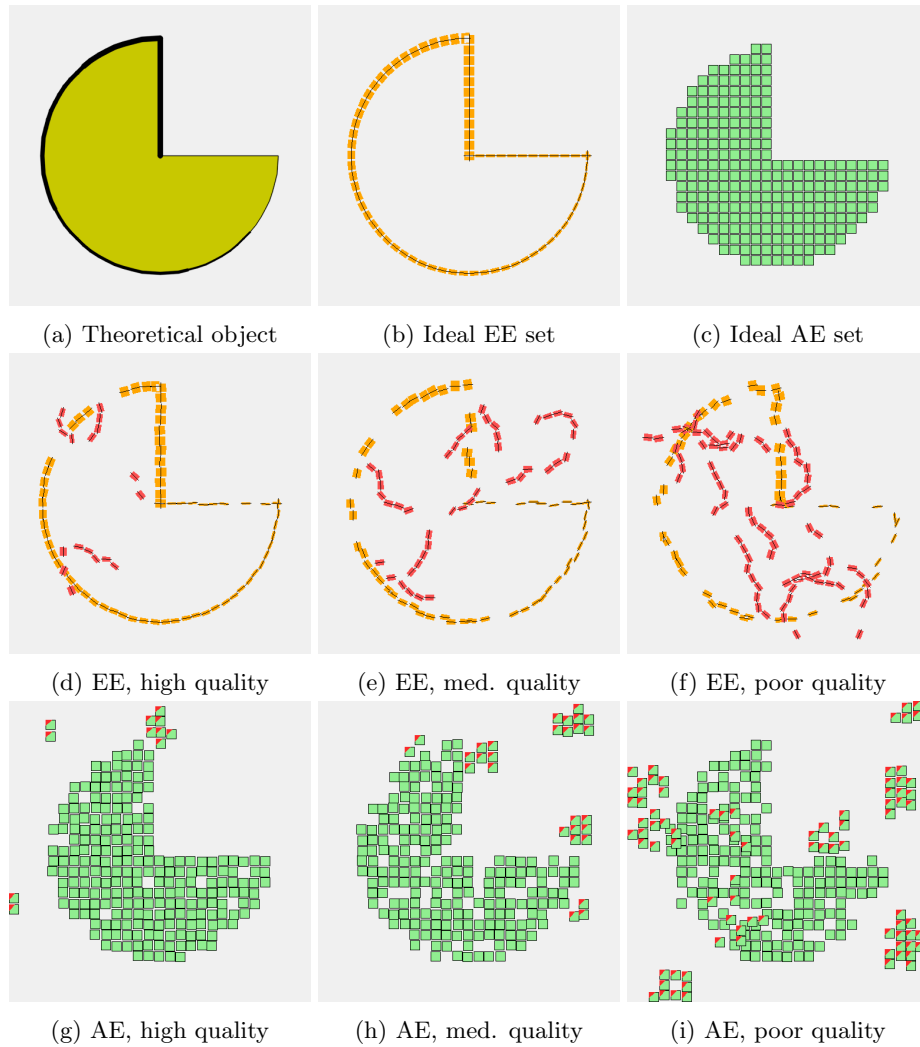 (a) Theoretical object
(b) Ideal EE set
(c) Ideal AE set
(d) EE, high quality
(e) EE, med. quality
(f) EE, poor quality
(g) AE, high quality
(h) AE, med. quality
(i) AE, poor quality